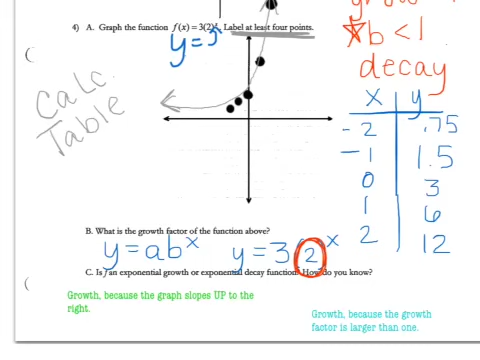 grow
4) A. Graph the function f(x) = 3(2)ˣ. Label at least four points.
y = 3
*b < 1
decay
Calc.
Table
x y
-2 .75
-1 1.5
0 3
1 6
2 12
B. What is the growth factor of the function above?
y = abˣ y = 3(2)ˣ
C. Is f an exponential growth or exponential decay function? How do you know?
Growth, because the graph slopes UP to the
right.
Growth, because the growth
factor is larger than one.